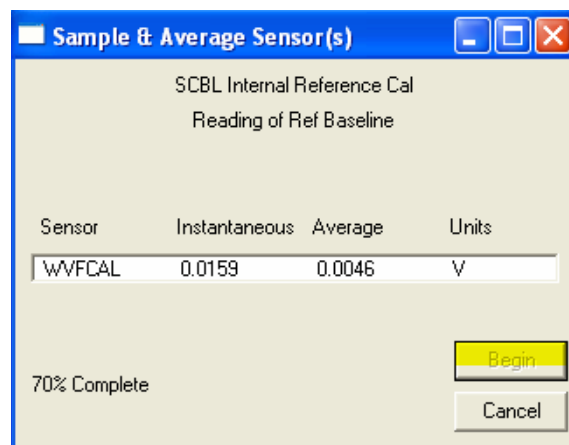 Sample & Average Sensor(s)
SCBL Internal Reference Cal
Reading of Ref Baseline
Sensor Instantaneous Average Units
WVFCAL 0.0159 0.0046 V
Begin
70% Complete
Cancel